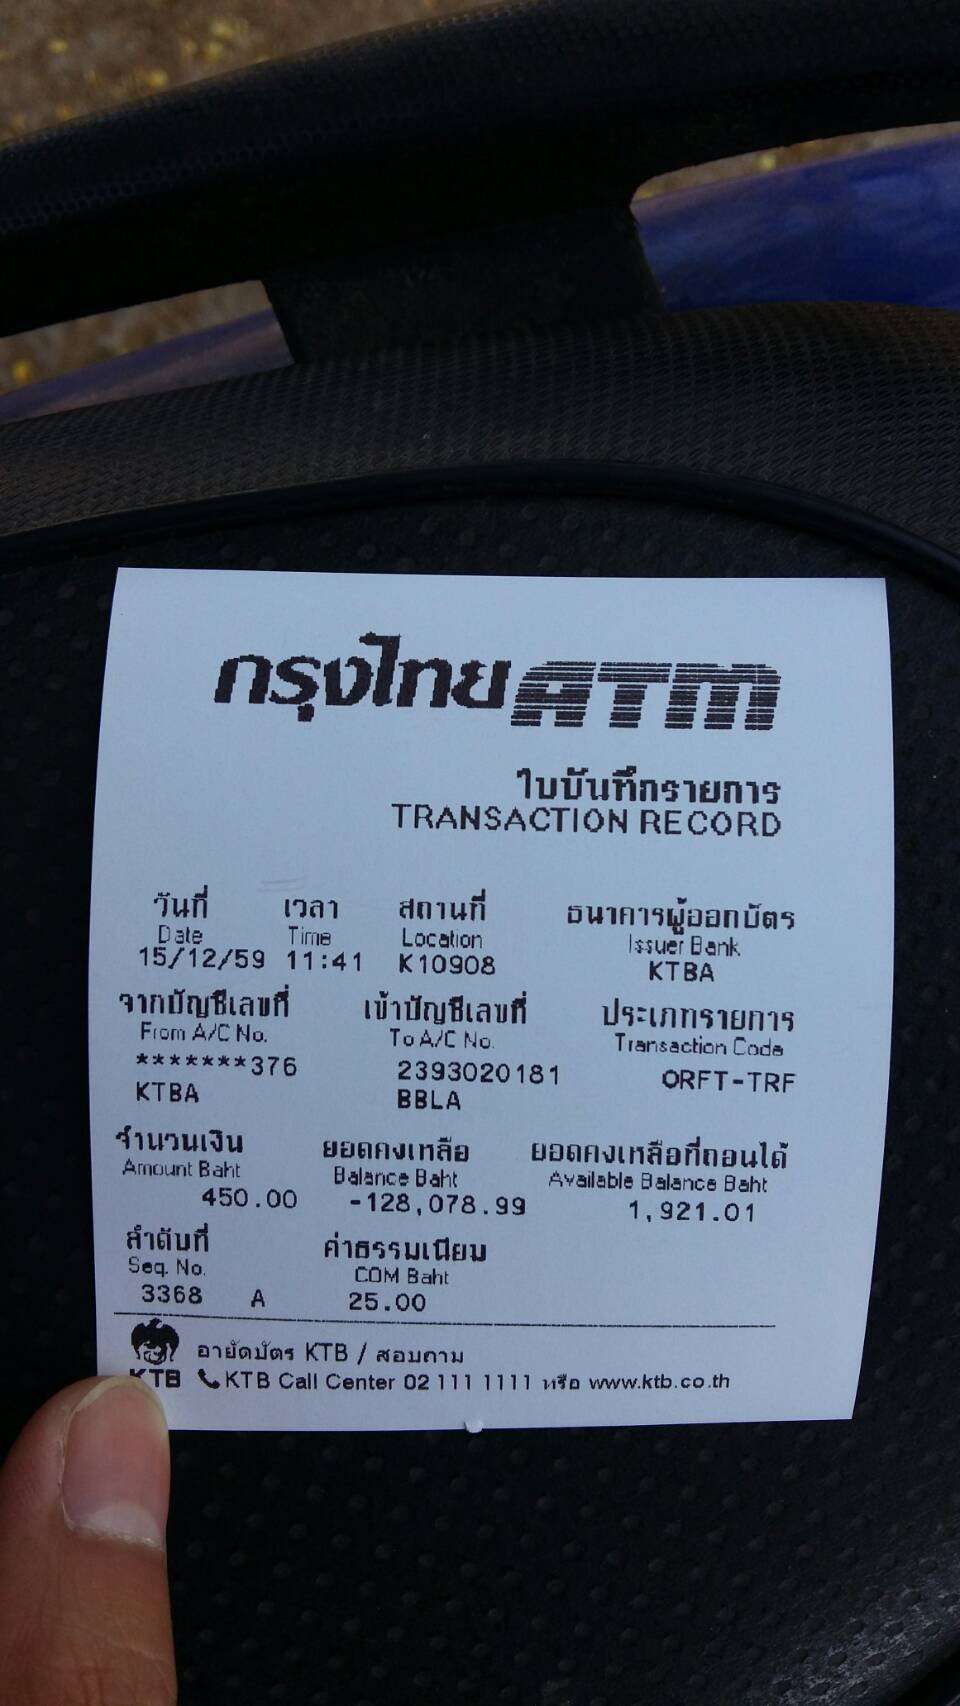 กรุงไทย ATM
ใบบันทึกรายการ
TRANSACTION RECORD
วันที่ เวลา สถานที่ ธนาคารผู้ออกบัตร
Date Time Location Issuer Bank
15/12/59 11:41 K10908 KTBA
จากบัญชีเลขที่ เข้าบัญชีเลขที่ ประเภทรายการ
From A/C No. To A/C No. Transaction Code
*******376 2393020181 ORFT-TRF
KTBA BBLA
จำนวนเงิน ยอดคงเหลือ ยอดคงเหลือที่ถอนได้
Amount Baht Balance Baht Available Balance Baht
450.00 -128,078.99 1,921.01
ลำดับที่ ค่าธรรมเนียม
Seq. No. COM Baht
3368 A 25.00
อายัดบัตร KTB / สอบถาม
KTB KTB Call Center 02 111 1111 หรือ www.ktb.co.th